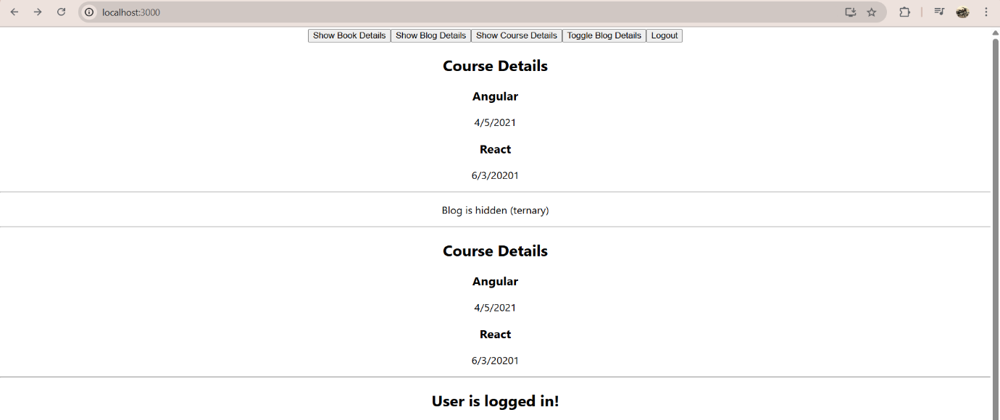 localhost:3000
Show Book Details Show Blog Details Show Course Details Toggle Blog Details Logout
Course Details
Angular
4/5/2021
React
6/3/20201
Blog is hidden (ternary)
Course Details
Angular
4/5/2021
React
6/3/20201
User is logged in!